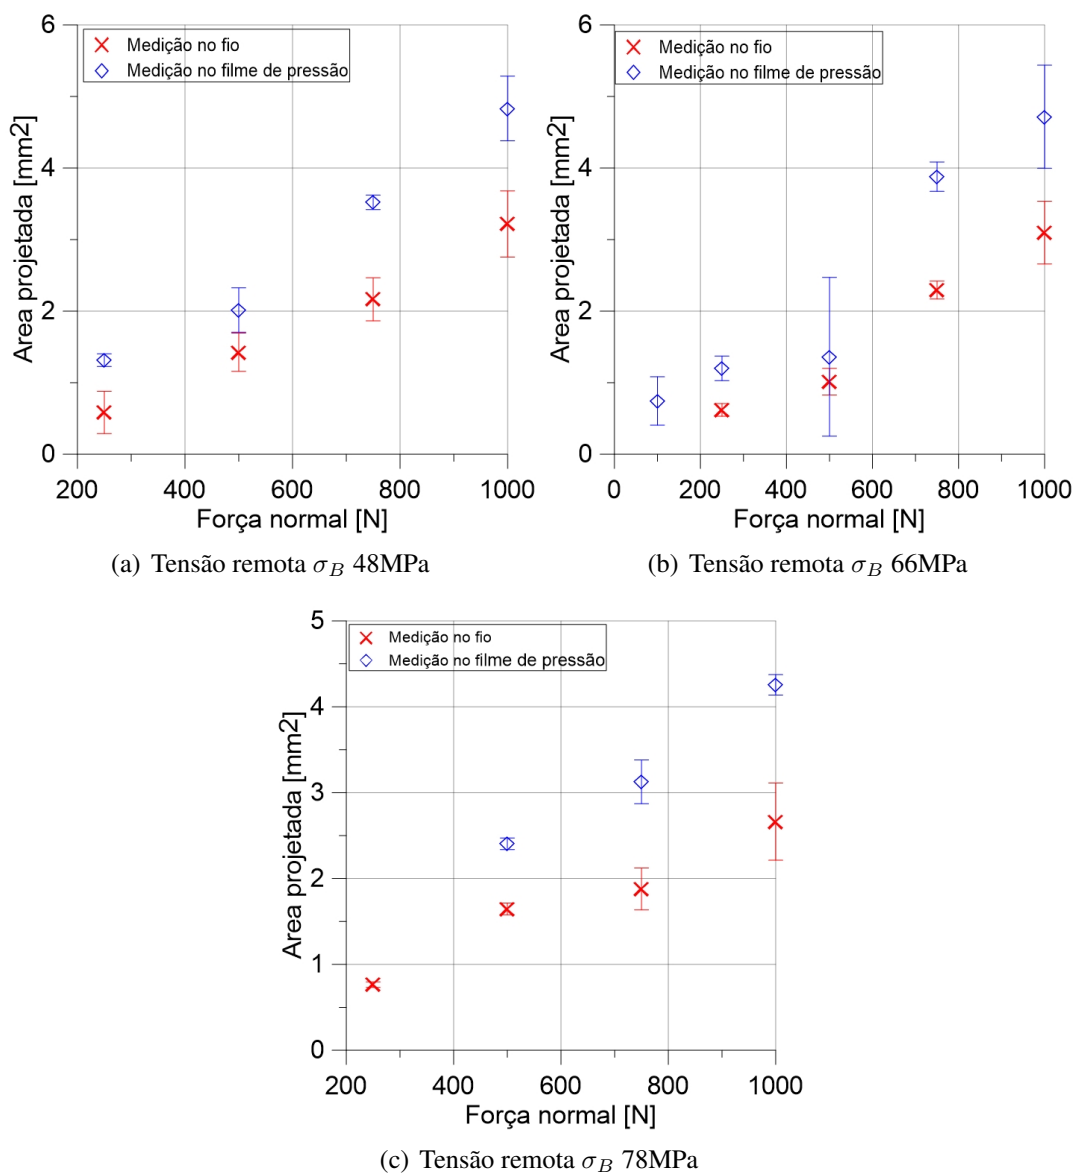 6
Medição no fio
Medição no filme de pressão
4
Area projetada [mm2]
2
0
200 400 600 800 1000
Força normal [N]
(a) Tensão remota σB 48MPa
6
Medição no fio
Medição no filme de pressão
4
Area projetada [mm2]
2
0
0 200 400 600 800 1000
Força normal [N]
(b) Tensão remota σB 66MPa
5
Medição no fio
Medição no filme de pressão
4
3
Area projetada [mm2]
2
1
0
200 400 600 800 1000
Força normal [N]
(c) Tensão remota σB 78MPa